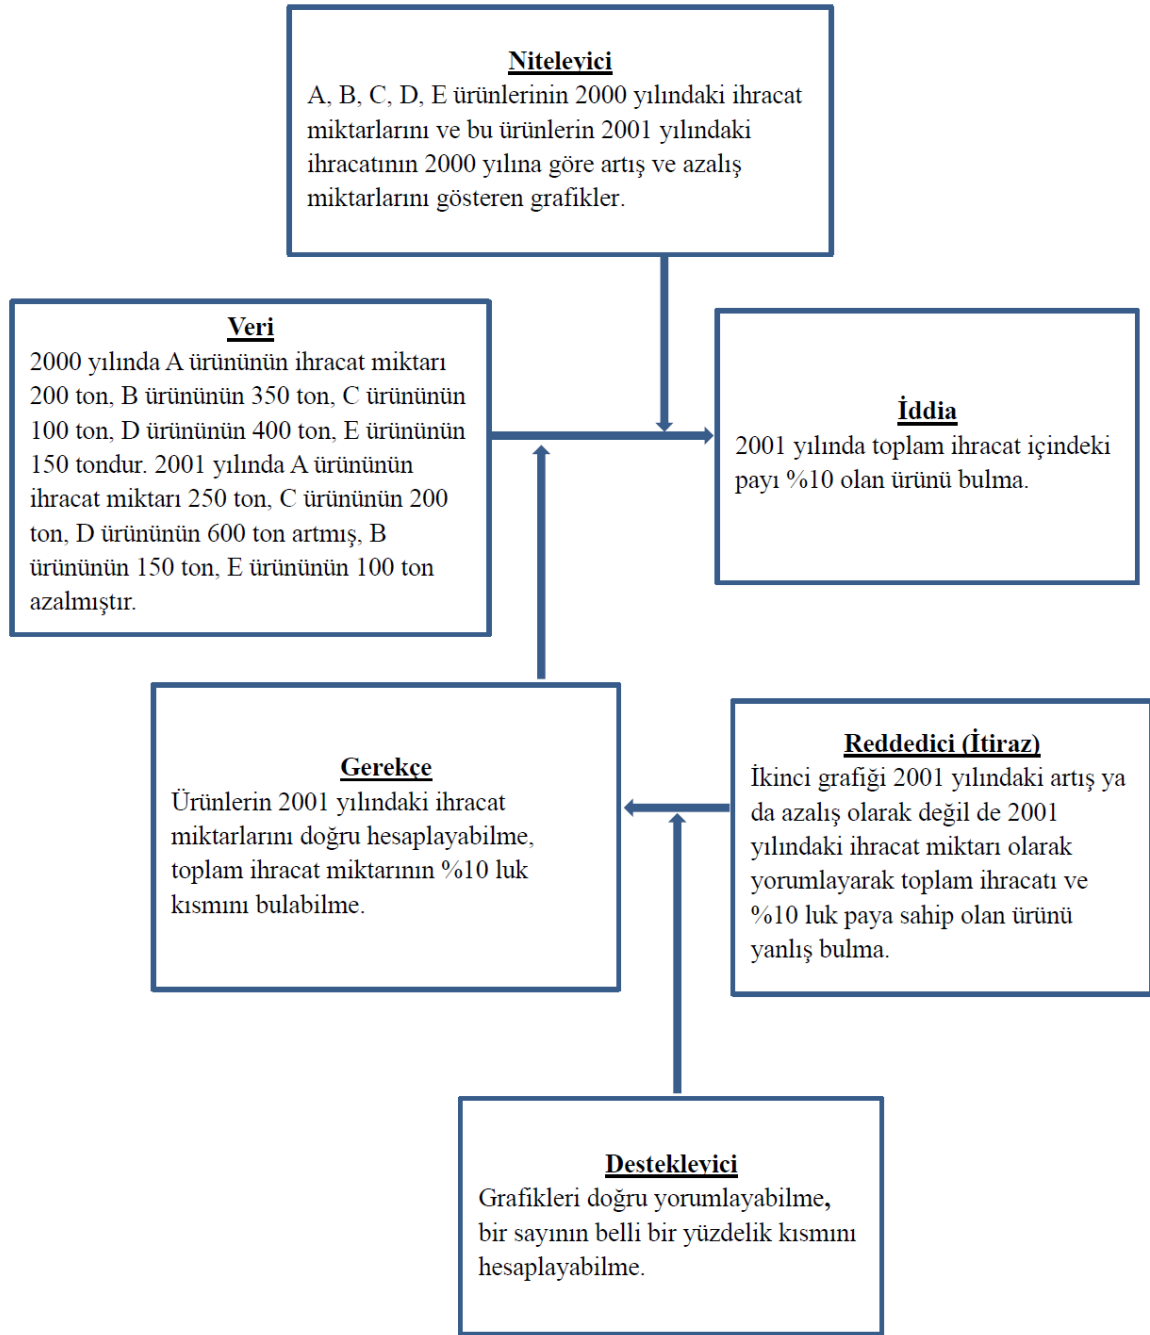 Niteleyici
A, B, C, D, E ürünlerinin 2000 yılındaki ihracat
miktarlarını ve bu ürünlerin 2001 yılındaki
ihracatının 2000 yılına göre artış ve azalış
miktarlarını gösteren grafikler.
Veri
2000 yılında A ürününün ihracat miktarı
200 ton, B ürününün 350 ton, C ürününün
100 ton, D ürününün 400 ton, E ürününün
150 tondur. 2001 yılında A ürününün
ihracat miktarı 250 ton, C ürününün 200
ton, D ürününün 600 ton artmış, B
ürününün 150 ton, E ürününün 100 ton
azalmıştır.
İddia
2001 yılında toplam ihracat içindeki
payı %10 olan ürünü bulma.
Gerekçe
Ürünlerin 2001 yılındaki ihracat
miktarlarını doğru hesaplayabilme,
toplam ihracat miktarının %10 luk
kısmını bulabilme.
Reddedici (İtiraz)
İkinci grafiği 2001 yılındaki artış ya
da azalış olarak değil de 2001
yılındaki ihracat miktarı olarak
yorumlayarak toplam ihracatı ve
%10 luk paya sahip olan ürünü
yanlış bulma.
Destekleyici
Grafikleri doğru yorumlayabilme,
bir sayının belli bir yüzdelik kısmını
hesaplayabilme.